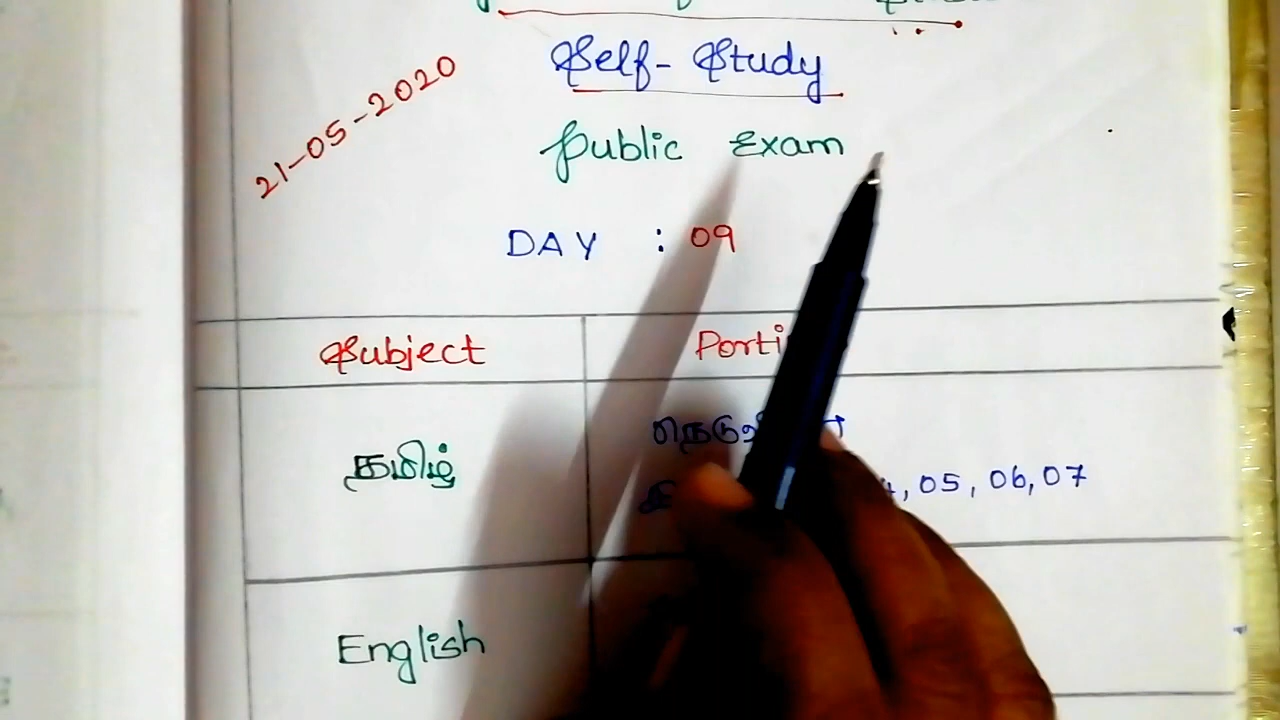 Self-Study
21-05-2020
Public Exam
DAY : 09
Subject
தமிழ்
05, 06, 07
English